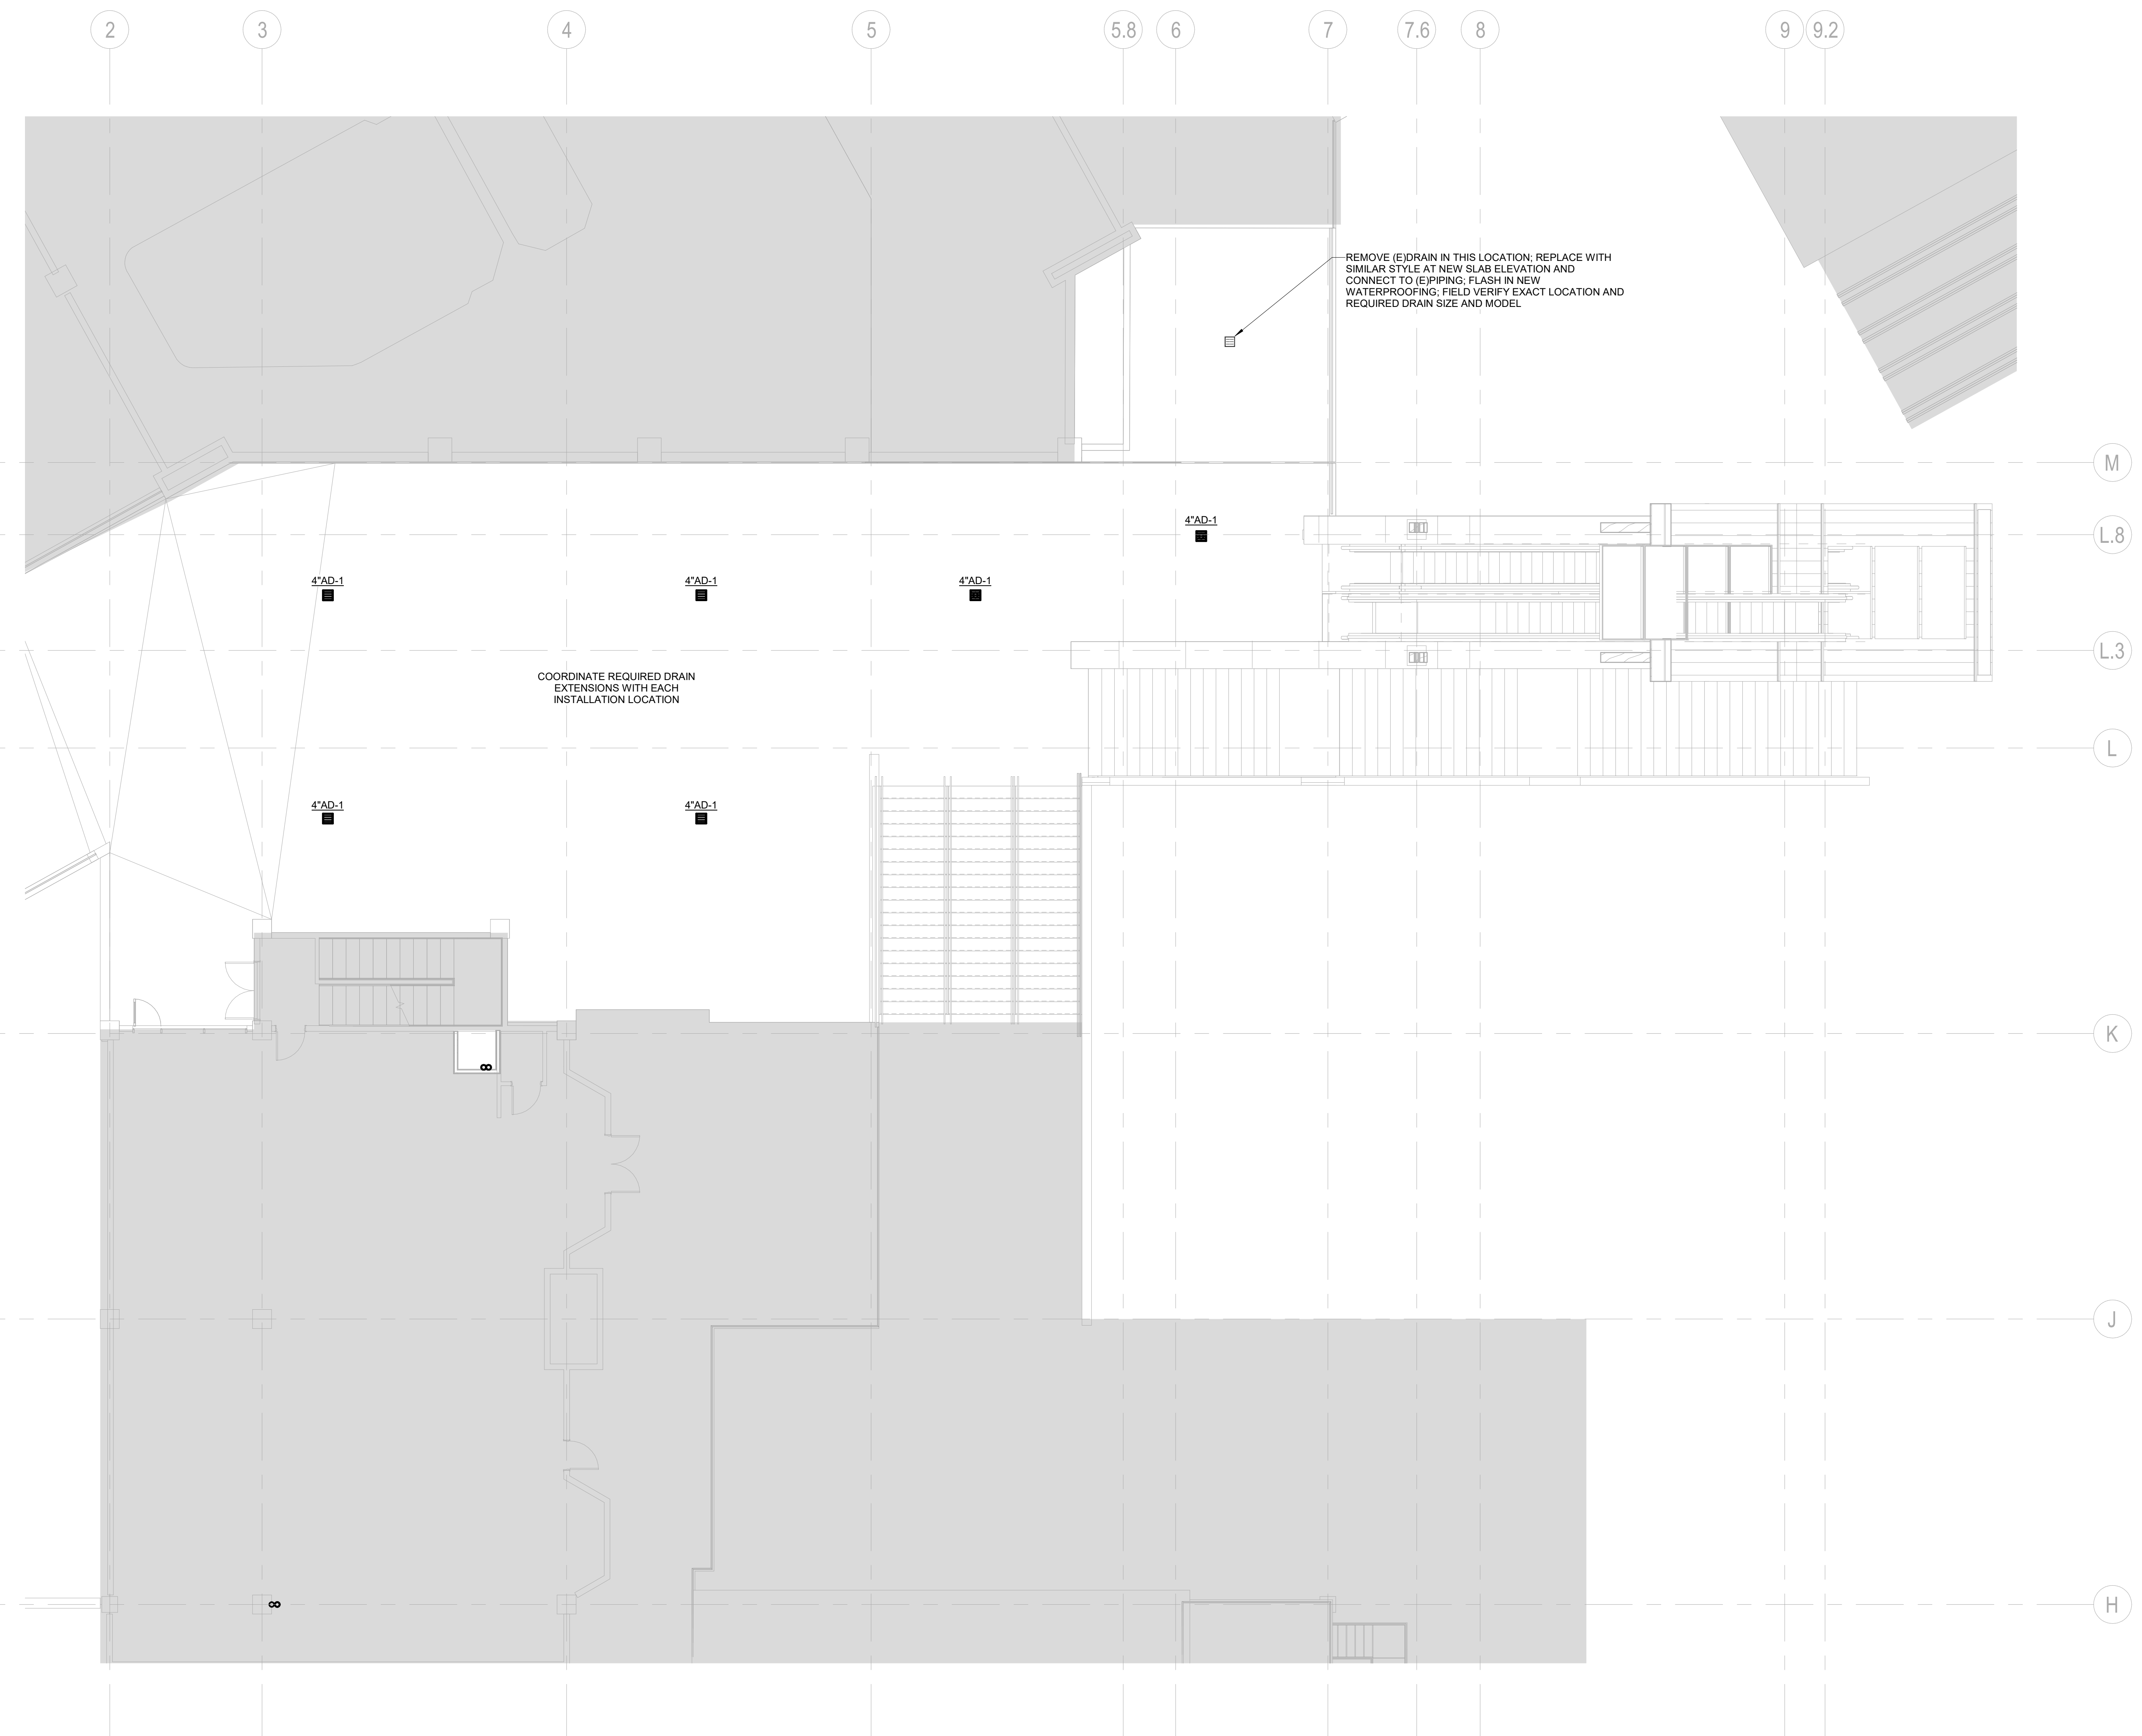 2
3
4
5
5.8
6
7
7.6
8
9
9.2
REMOVE (E)DRAIN IN THIS LOCATION; REPLACE WITH
SIMILAR STYLE AT NEW SLAB ELEVATION AND
CONNECT TO (E)PIPING; FLASH IN NEW
WATERPROOFING; FIELD VERIFY EXACT LOCATION AND
REQUIRED DRAIN SIZE AND MODEL
M
4"AD-1
L.8
4"AD-1
4"AD-1
4"AD-1
L.3
COORDINATE REQUIRED DRAIN
EXTENSIONS WITH EACH
INSTALLATION LOCATION
L
4"AD-1
4"AD-1
K
J
H